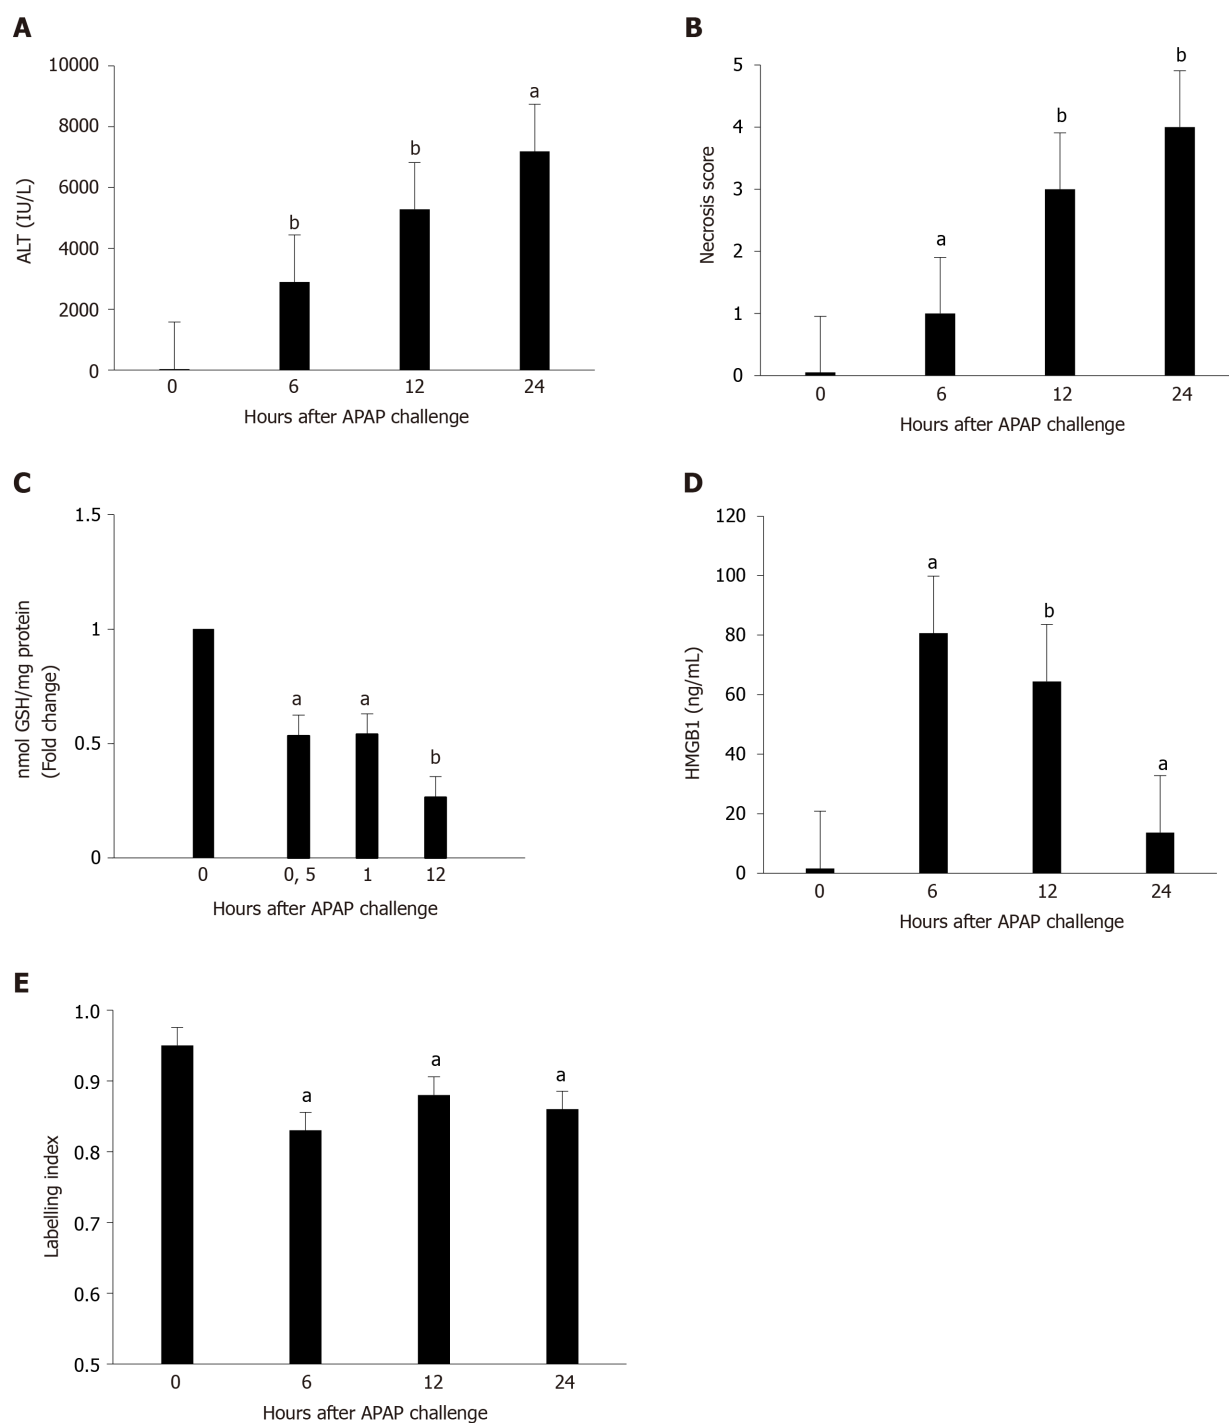 A
10000
8000
6000
4000
2000
0
ALT (IU/L)
b
b
a
0 6 12 24
Hours after APAP challenge
B
5
4
3
2
1
0
Necrosis score
a
b
b
0 6 12 24
Hours after APAP challenge
C
1.5
1
0.5
0
nmol GSH/mg protein
(Fold change)
a
a
b
0 0, 5 1 12
Hours after APAP challenge
D
120
100
80
60
40
20
0
HMGB1 (ng/mL)
a
b
a
0 6 12 24
Hours after APAP challenge
E
1.0
0.9
0.8
0.7
0.6
0.5
Labelling index
a
a
a
0 6 12 24
Hours after APAP challenge